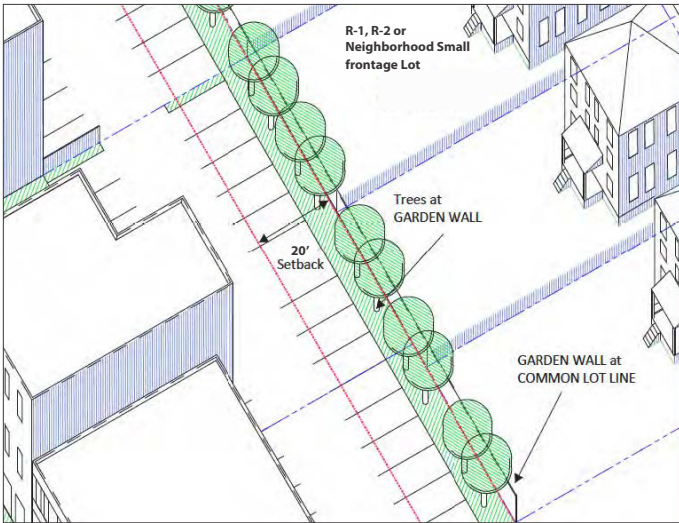 R-1, R-2 or
Neighborhood Small
frontage Lot
Trees at
GARDEN WALL
20'
Setback
GARDEN WALL at
COMMON LOT LINE